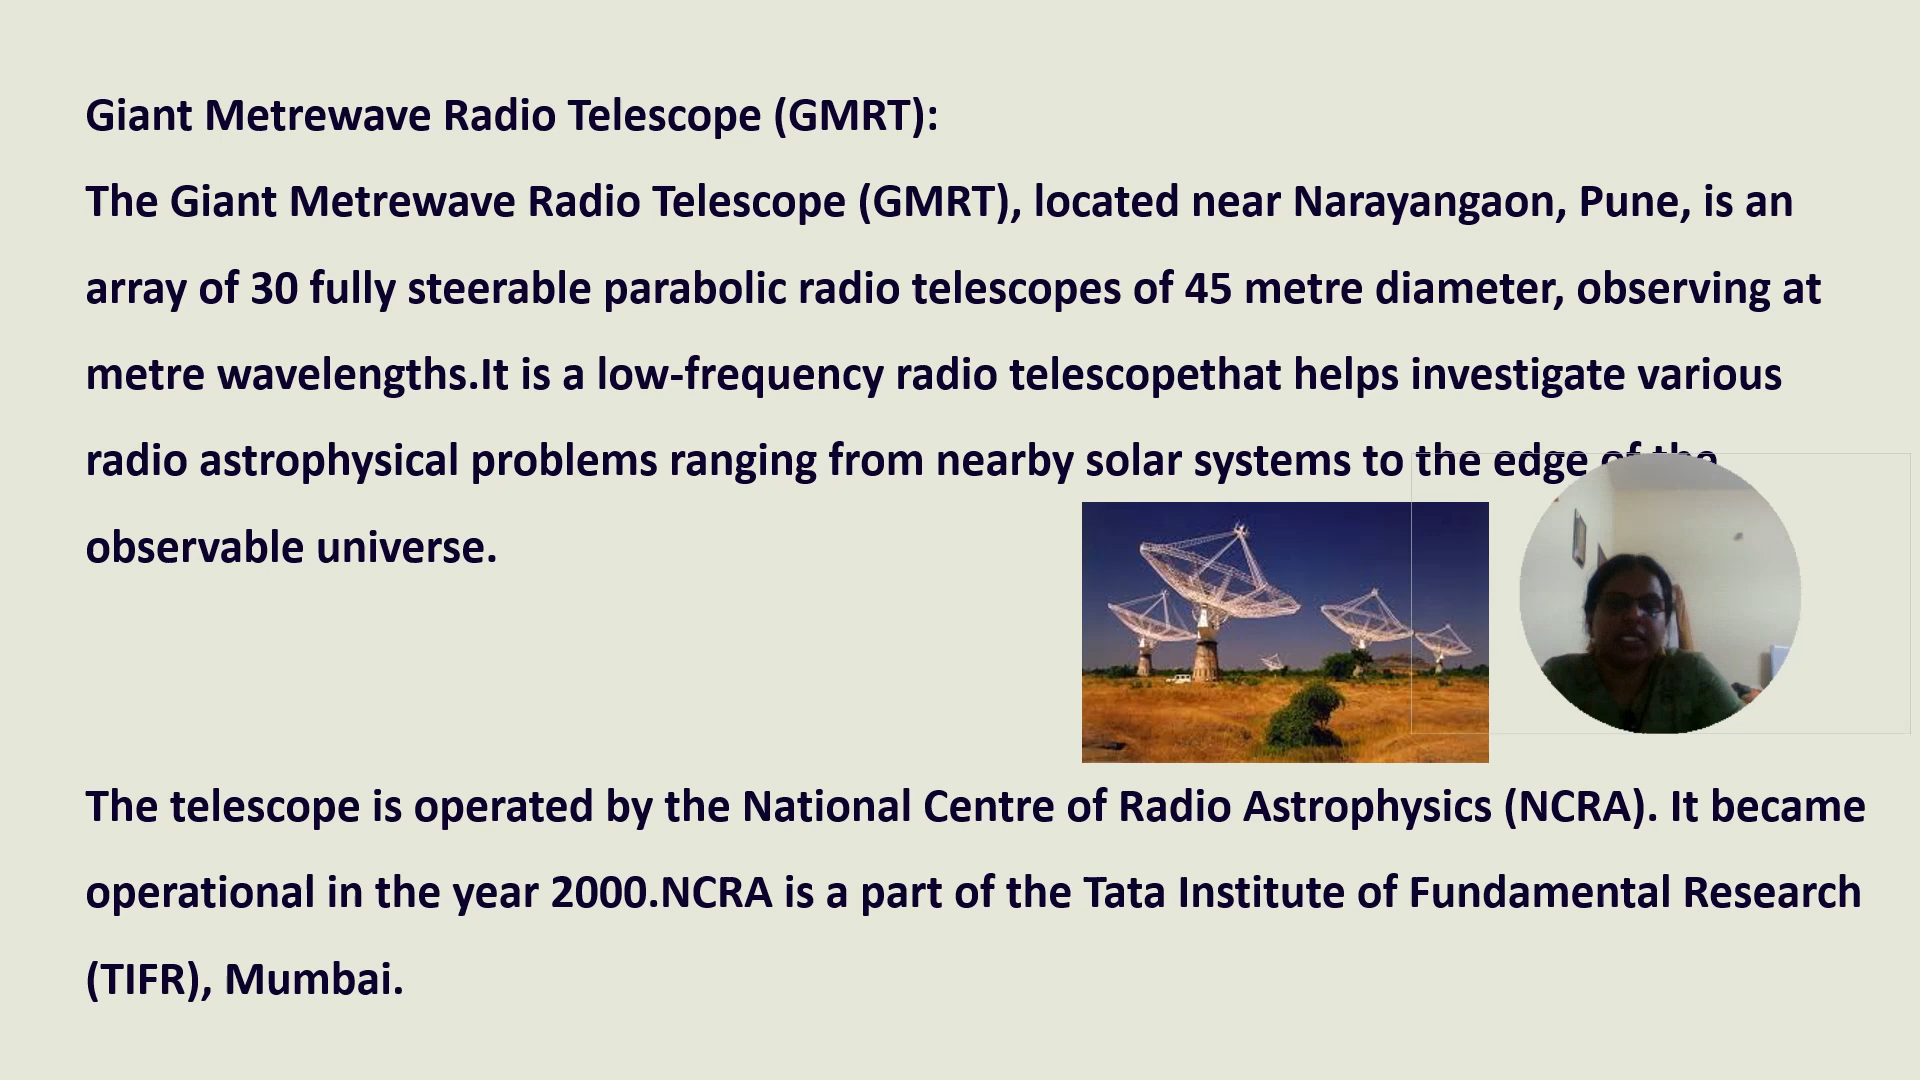 Giant Metrewave Radio Telescope (GMRT):
The Giant Metrewave Radio Telescope (GMRT), located near Narayangaon, Pune, is an
array of 30 fully steerable parabolic radio telescopes of 45 metre diameter, observing at
metre wavelengths.It is a low-frequency radio telescopethat helps investigate various
radio astrophysical problems ranging from nearby solar systems to the edge of the
observable universe.
The telescope is operated by the National Centre of Radio Astrophysics (NCRA). It became
operational in the year 2000.NCRA is a part of the Tata Institute of Fundamental Research
(TIFR), Mumbai.